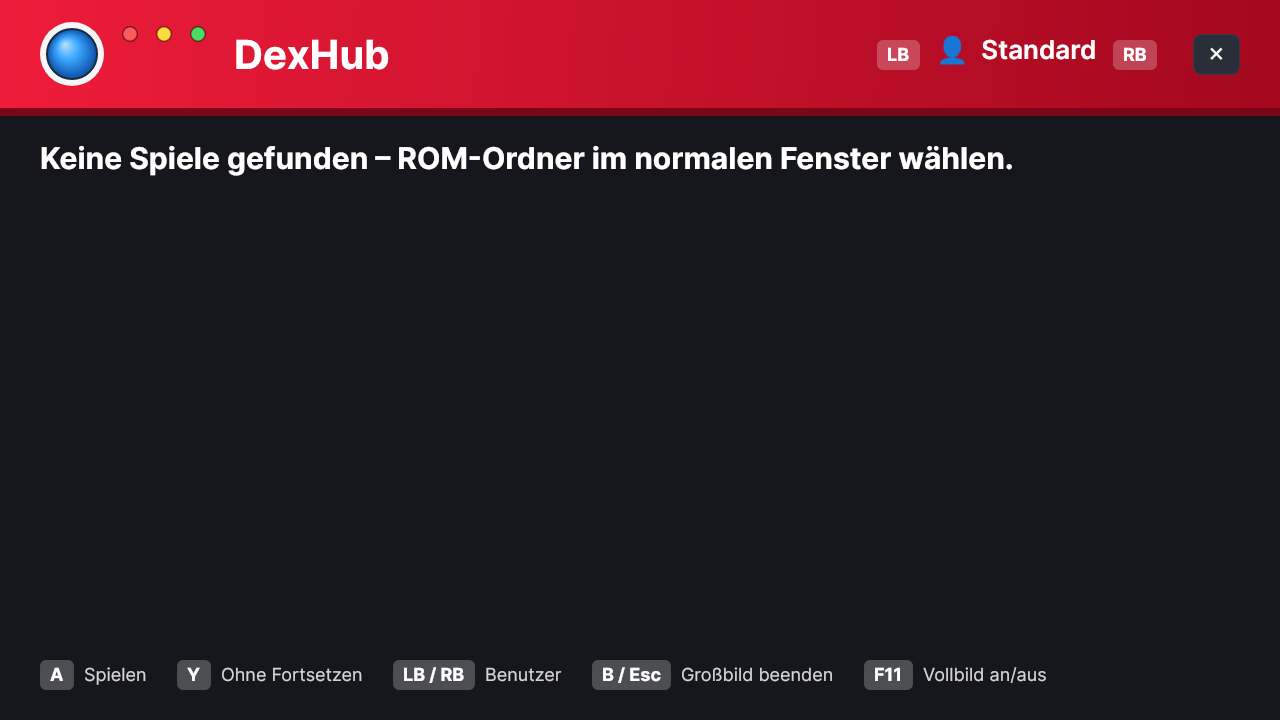 DexHub
LB 👤 Standard RB ✕
Keine Spiele gefunden – ROM-Ordner im normalen Fenster wählen.
A Spielen Y Ohne Fortsetzen LB / RB Benutzer B / Esc Großbild beenden F11 Vollbild an/aus